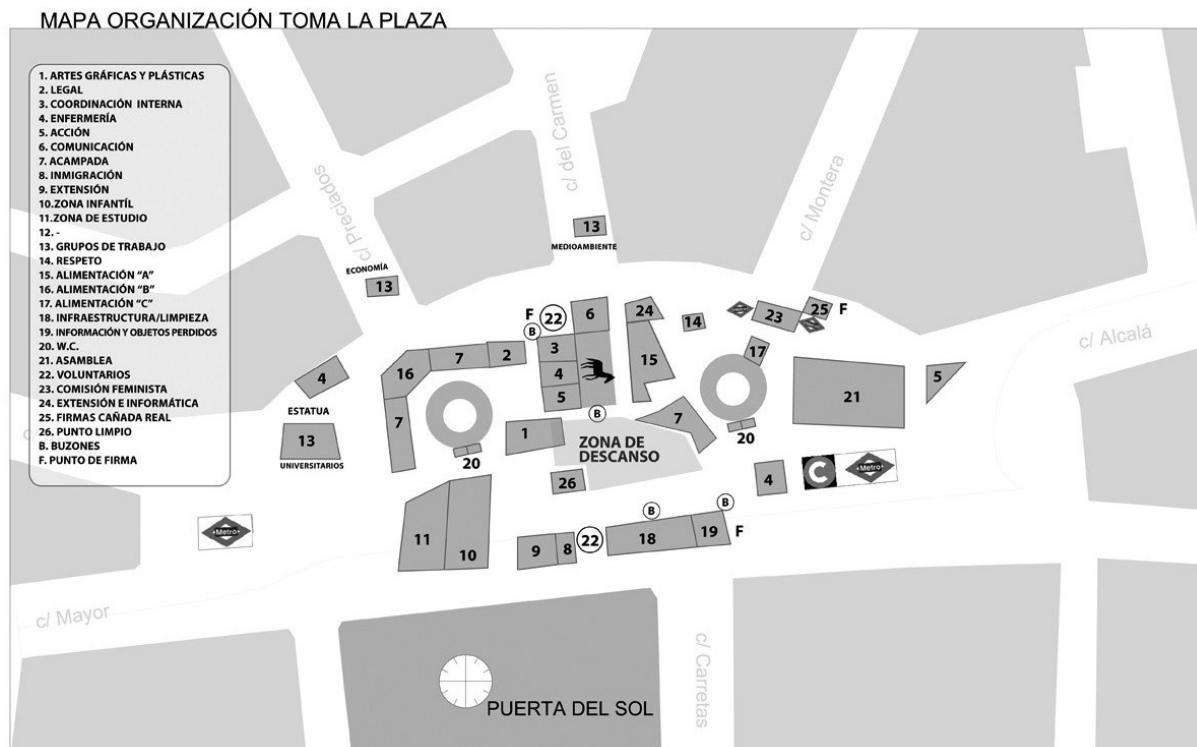 MAPA ORGANIZACIÓN TOMA LA PLAZA
1. ARTES GRÁFICAS Y PLÁSTICAS
2. LEGAL
3. COORDINACIÓN INTERNA
4. ENFERMERÍA
5. ACCIÓN
6. COMUNICACIÓN
7. ACAMPADA
8. INMIGRACIÓN
9. EXTENSIÓN
10.ZONA INFANTÍL
11.ZONA DE ESTUDIO
12. -
13. GRUPOS DE TRABAJO
14. RESPETO
15. ALIMENTACIÓN "A"
16. ALIMENTACIÓN "B"
17. ALIMENTACIÓN "C"
18. INFRAESTRUCTURA/LIMPIEZA
19. INFORMACIÓN Y OBJETOS PERDIDOS
20. W.C.
21. ASAMBLEA
22. VOLUNTARIOS
23. COMISIÓN FEMINISTA
24. EXTENSIÓN E INFORMÁTICA
25. FIRMAS CAÑADA REAL
26. PUNTO LIMPIO
B. BUZONES
F. PUNTO DE FIRMA
c/ Preciados
c/ del Carmen
c/ Montera
c/ Alcalá
13
MEDIOAMBIENTE
ECONOMÍA
13
F
B
22
6
24
14
23
25
F
3
2
7
16
4
4
5
15
17
21
5
ESTATUA
13
UNIVERSITARIOS
7
20
1
B
ZONA DE
DESCANSO
7
20
26
4
C
Metro
Metro
11
10
9
8
22
B
18
B
19
F
c/ Mayor
c/ Carretas
PUERTA DEL SOL